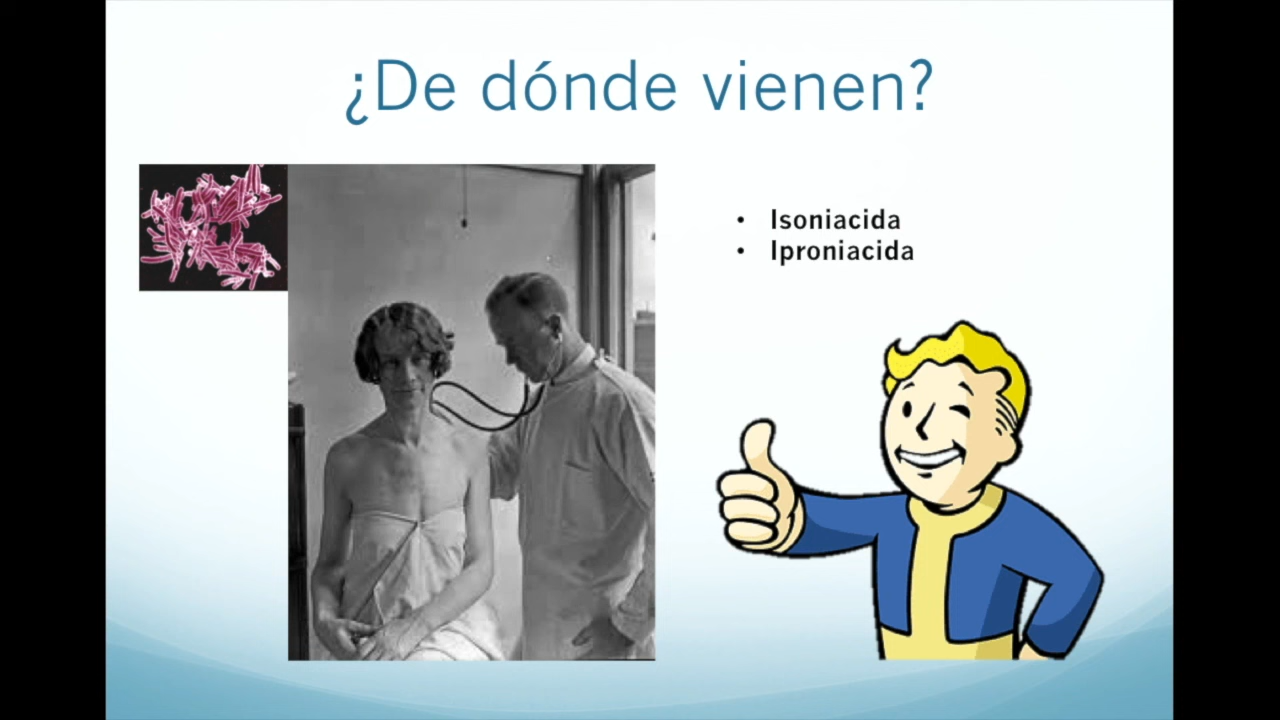 ¿De dónde vienen?
• Isoniacida
• Iproniacida